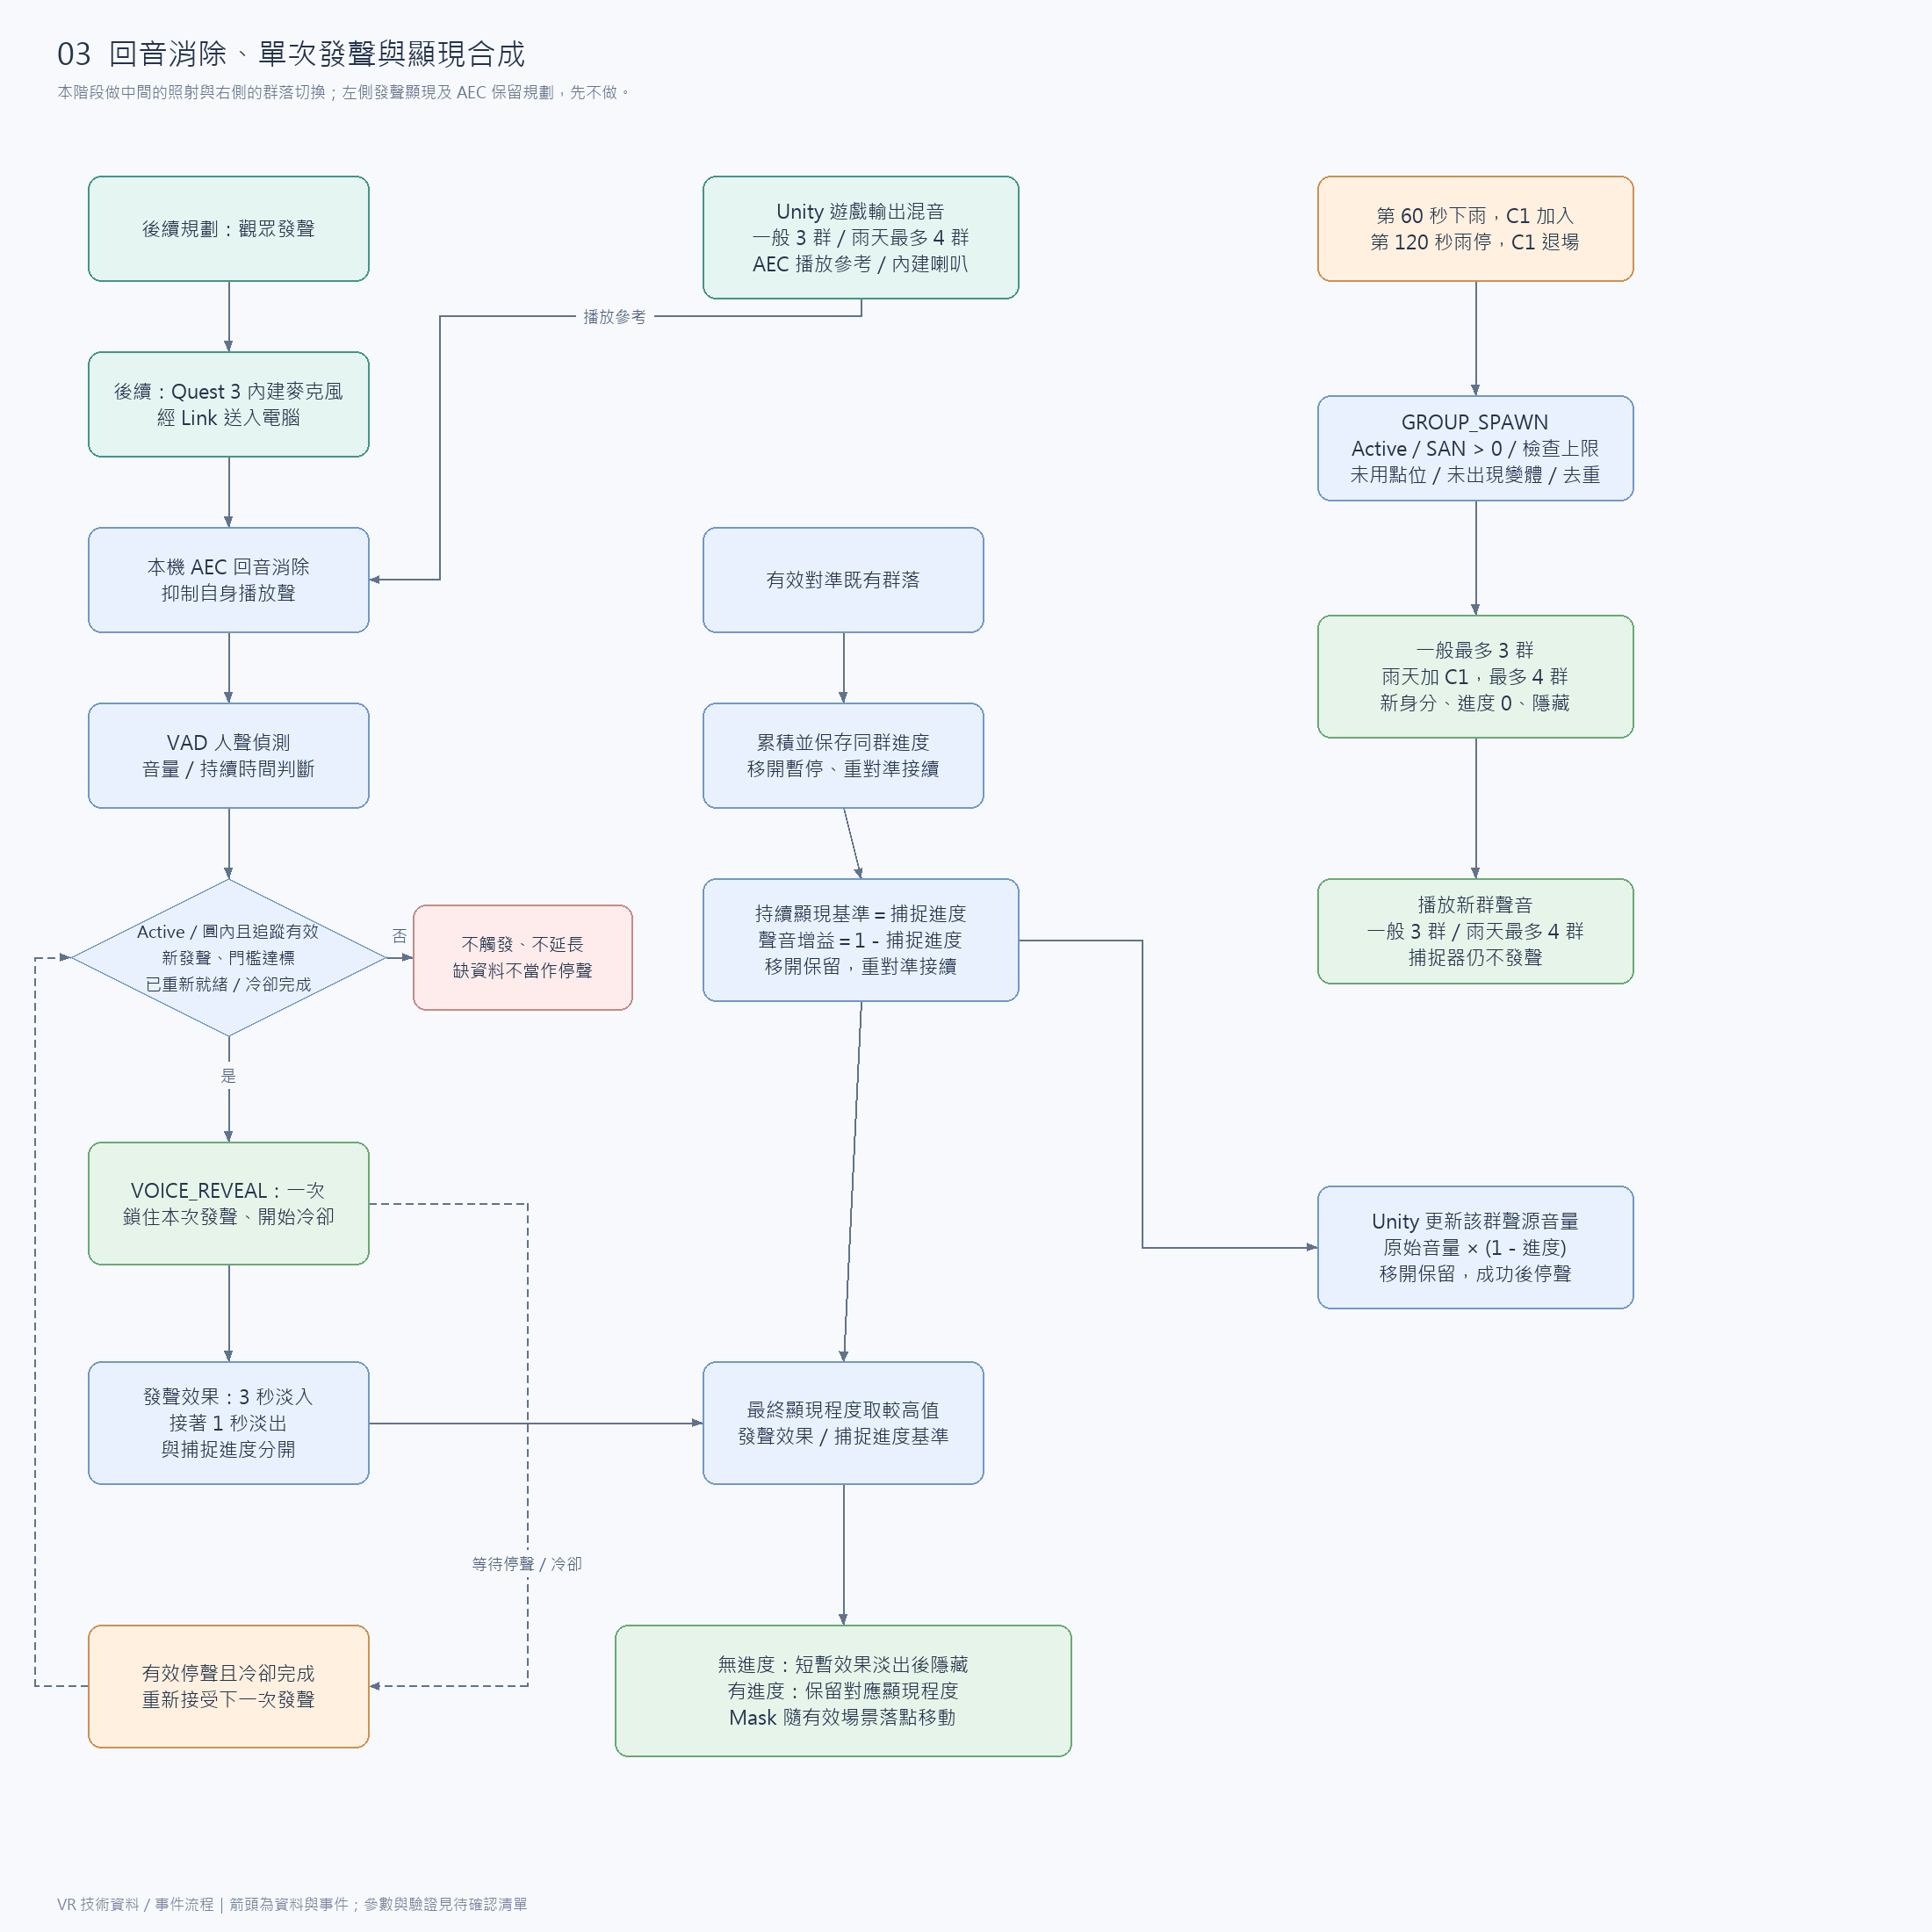 03 回音消除、單次發聲與顯現合成
本階段做中間的照射與右側的群落切換；左側發聲顯現及 AEC 保留規劃，先不做。
後續規劃：觀眾發聲
Unity 遊戲輸出混音
一般 3 群 / 雨天最多 4 群
AEC 播放參考 / 內建喇叭
第 60 秒下雨，C1 加入
第 120 秒雨停，C1 退場
播放參考
後續：Quest 3 內建麥克風
經 Link 送入電腦
GROUP_SPAWN
Active / SAN > 0 / 檢查上限
未用點位 / 未出現變體 / 去重
本機 AEC 回音消除
抑制自身播放聲
有效對準既有群落
一般最多 3 群
雨天加 C1，最多 4 群
新身分、進度 0、隱藏
VAD 人聲偵測
音量 / 持續時間判斷
累積並保存同群進度
移開暫停、重對準接續
Active / 圓內且追蹤有效
新發聲、門檻達標
已重新就緒 / 冷卻完成
否
不觸發、不延長
缺資料不當作停聲
持續顯現基準 = 捕捉進度
聲音增益 = 1 - 捕捉進度
移開保留，重對準接續
播放新群聲音
一般 3 群 / 雨天最多 4 群
捕捉器仍不發聲
是
VOICE_REVEAL：一次
鎖住本次發聲、開始冷卻
Unity 更新該群聲源音量
原始音量 × (1 - 進度)
移開保留，成功後停聲
發聲效果：3 秒淡入
接著 1 秒淡出
與捕捉進度分開
最終顯現程度取較高值
發聲效果 / 捕捉進度基準
等待停聲 / 冷卻
有效停聲且冷卻完成
重新接受下一次發聲
無進度：短暫效果淡出後隱藏
有進度：保留對應顯現程度
Mask 隨有效場景落點移動
VR 技術資料 / 事件流程 | 箭頭為資料與事件；參數與驗證見待確認清單